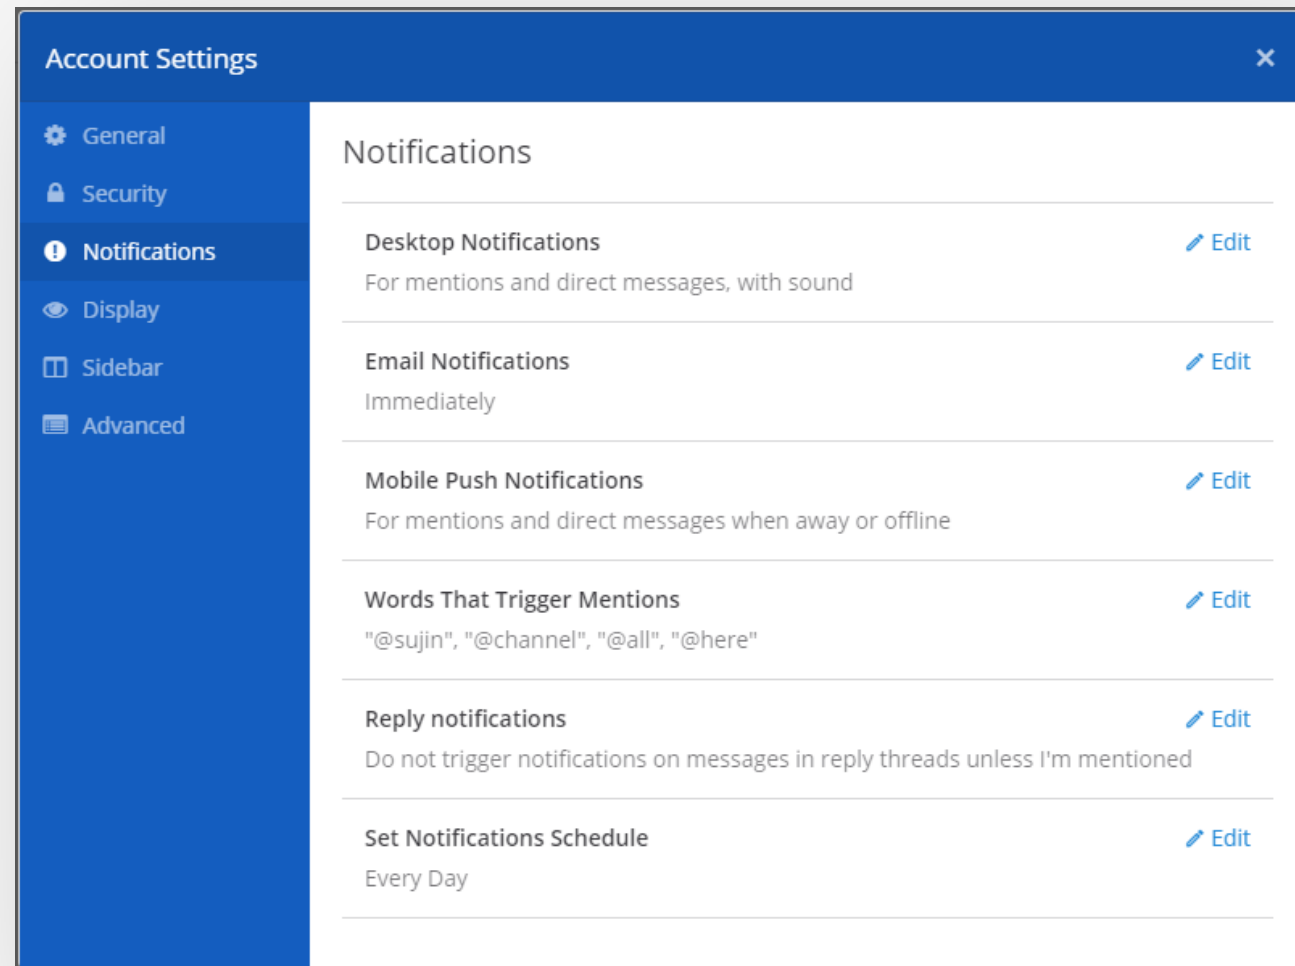 Account Settings
General
Security
Notifications
Display
Sidebar
Advanced
Notifications
Desktop Notifications
Edit
For mentions and direct messages, with sound
Email Notifications
Edit
Immediately
Mobile Push Notifications
Edit
For mentions and direct messages when away or offline
Words That Trigger Mentions
Edit
"@sujin", "@channel", "@all", "@here"
Reply notifications
Edit
Do not trigger notifications on messages in reply threads unless I'm mentioned
Set Notifications Schedule
Edit
Every Day